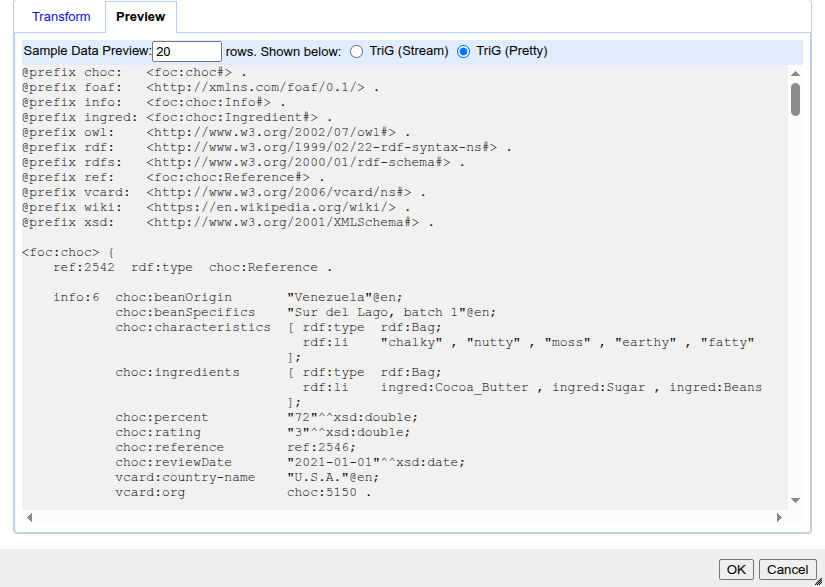 Transform Preview
Sample Data Preview: 20 rows. Shown below: TriG (Stream) TriG (Pretty)
@prefix choc:   <foc:choc#> .
@prefix foaf:   <http://xmlns.com/foaf/0.1/> .
@prefix info:   <foc:choc:Info#> .
@prefix ingred: <foc:choc:Ingredient#> .
@prefix owl:    <http://www.w3.org/2002/07/owl#> .
@prefix rdf:    <http://www.w3.org/1999/02/22-rdf-syntax-ns#> .
@prefix rdfs:   <http://www.w3.org/2000/01/rdf-schema#> .
@prefix ref:    <foc:choc:Reference#> .
@prefix vcard:  <http://www.w3.org/2006/vcard/ns#> .
@prefix wiki:   <https://en.wikipedia.org/wiki/> .
@prefix xsd:    <http://www.w3.org/2001/XMLSchema#> .
<foc:choc> {
    ref:2542  rdf:type  choc:Reference .
    info:6  choc:beanOrigin       "Venezuela"@en;
            choc:beanSpecifics    "Sur del Lago, batch 1"@en;
            choc:characteristics  [ rdf:type  rdf:Bag;
                                    rdf:li    "chalky" , "nutty" , "moss" , "earthy" , "fatty"
                                  ];
            choc:ingredients      [ rdf:type  rdf:Bag;
                                    rdf:li    ingred:Cocoa_Butter , ingred:Sugar , ingred:Beans
                                  ];
            choc:percent          "72"^^xsd:double;
            choc:rating           "3"^^xsd:double;
            choc:reference        ref:2546;
            choc:reviewDate       "2021-01-01"^^xsd:date;
            vcard:country-name    "U.S.A."@en;
            vcard:org             choc:5150 .
OK Cancel